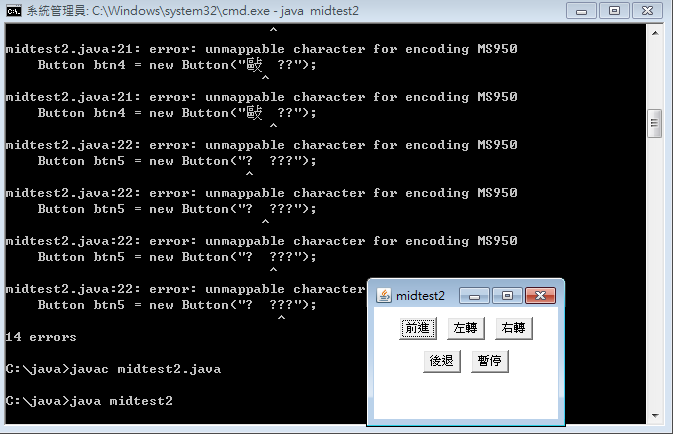 系統管理員: C:\Windows\system32\cmd.exe - java  midtest2
^
midtest2.java:21: error: unmappable character for encoding MS950
    Button btn4 = new Button("敺  ??");
^
midtest2.java:21: error: unmappable character for encoding MS950
    Button btn4 = new Button("敺  ??");
^
midtest2.java:22: error: unmappable character for encoding MS950
    Button btn5 = new Button("?  ???");
^
midtest2.java:22: error: unmappable character for encoding MS950
    Button btn5 = new Button("?  ???");
^
midtest2.java:22: error: unmappable character for encoding MS950
    Button btn5 = new Button("?  ???");
^
midtest2.java:22: error: unmappable character for encoding MS950
    Button btn5 = new Button("?  ???");
^
14 errors
C:\java>javac midtest2.java
C:\java>java midtest2
midtest2
前進 左轉 右轉
後退 暫停